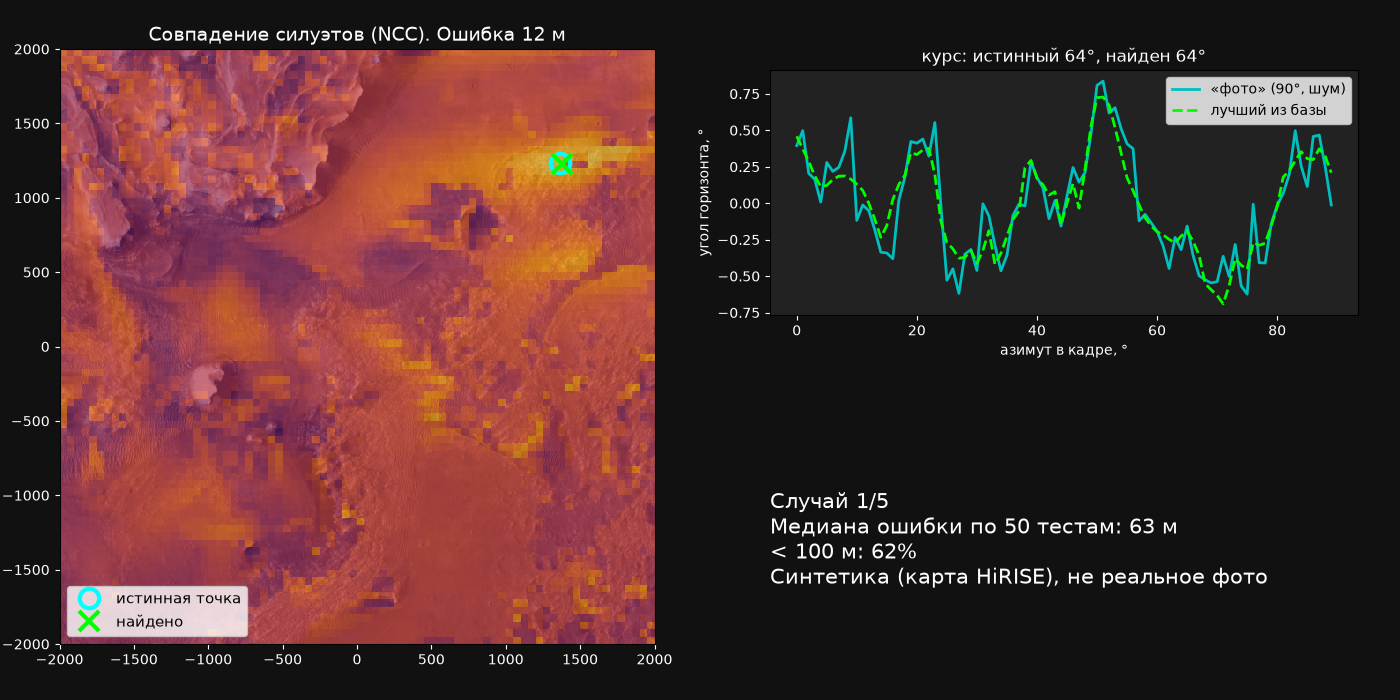 Совпадение силуэтов (NCC). Ошибка 12 м
2000
1500
1000
500
0
−500
−1000
−1500
−2000
−2000
−1500
−1000
−500
0
500
1000
1500
2000
истинная точка
найдено
курс: истинный 64°, найден 64°
угол горизонта, °
0.75
0.50
0.25
0.00
−0.25
−0.50
−0.75
0
20
40
60
80
азимут в кадре, °
«фото» (90°, шум)
лучший из базы
Случай 1/5
Медиана ошибки по 50 тестам: 63 м
< 100 м: 62%
Синтетика (карта HiRISE), не реальное фото